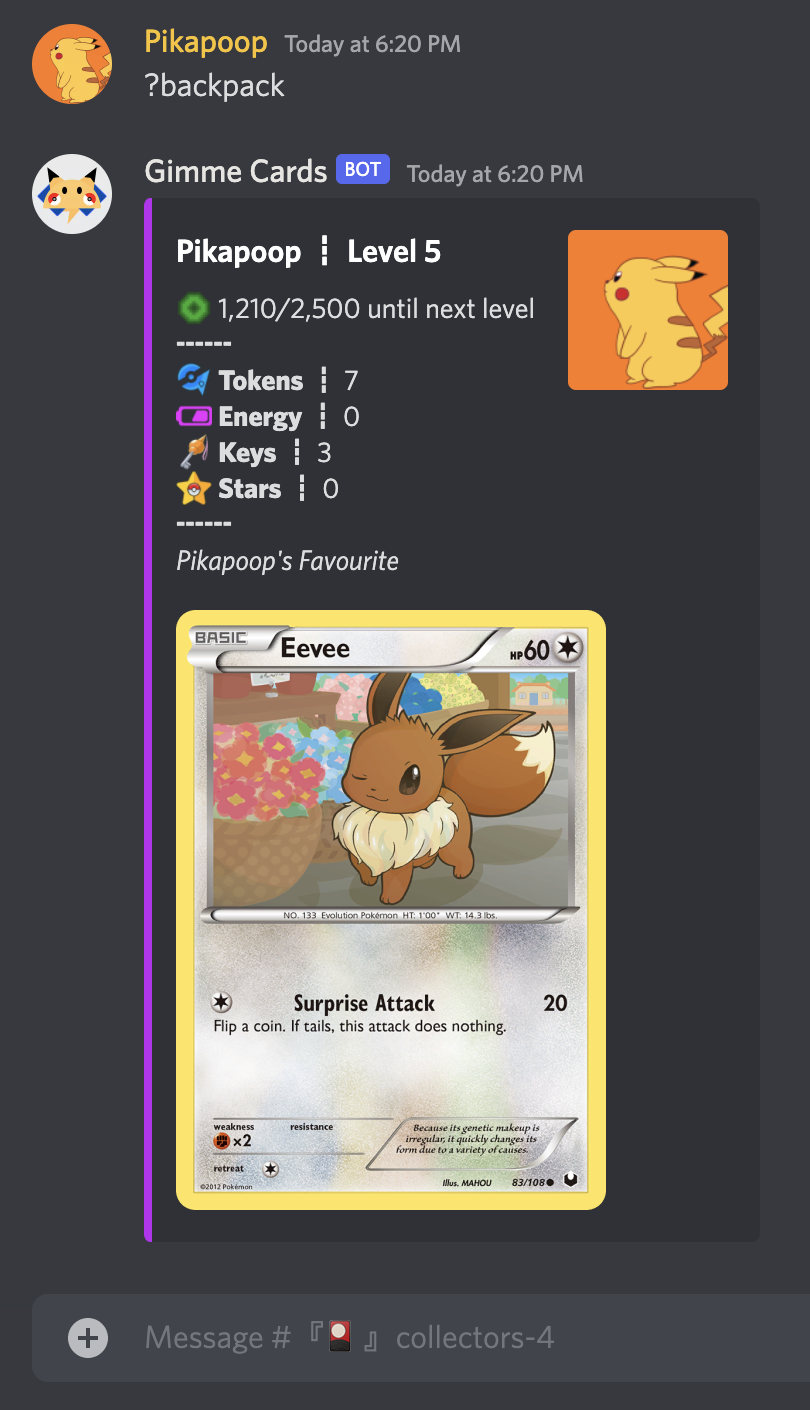 Pikapoop Today at 6:20 PM
?backpack
Gimme Cards BOT Today at 6:20 PM
Pikapoop ┋ Level 5
1,210/2,500 until next level
------
Tokens ┋ 7
Energy ┋ 0
Keys ┋ 3
Stars ┋ 0
------
Pikapoop's Favourite
BASIC Eevee HP60
NO. 133 Evolution Pokémon HT: 1'00" WT: 14.3 lbs.
Surprise Attack 20
Flip a coin. If tails, this attack does nothing.
weakness resistance
×2
retreat
Because its genetic makeup is
irregular, it quickly changes its
form due to a variety of causes.
©2012 Pokémon Illus. MAHOU 83/108●
Message # 『🎴』 collectors-4